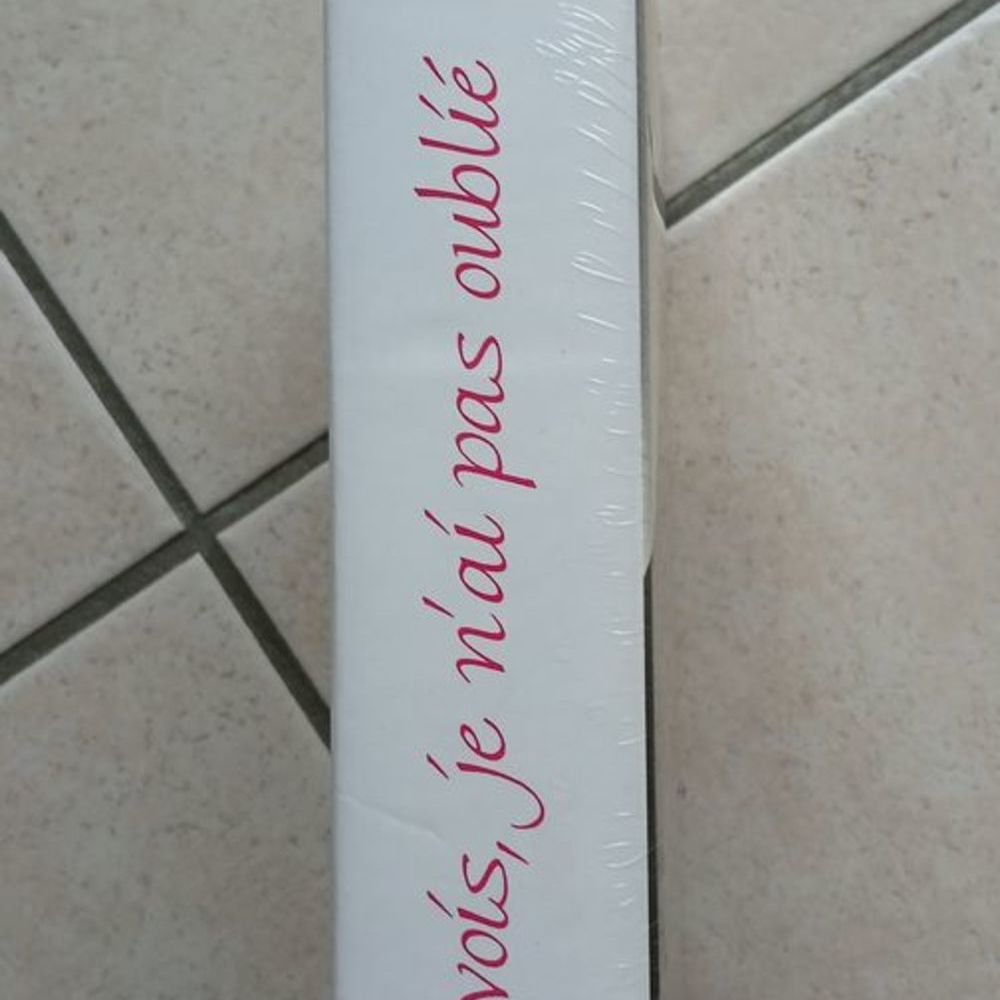 vois, je n'ai pas oublié